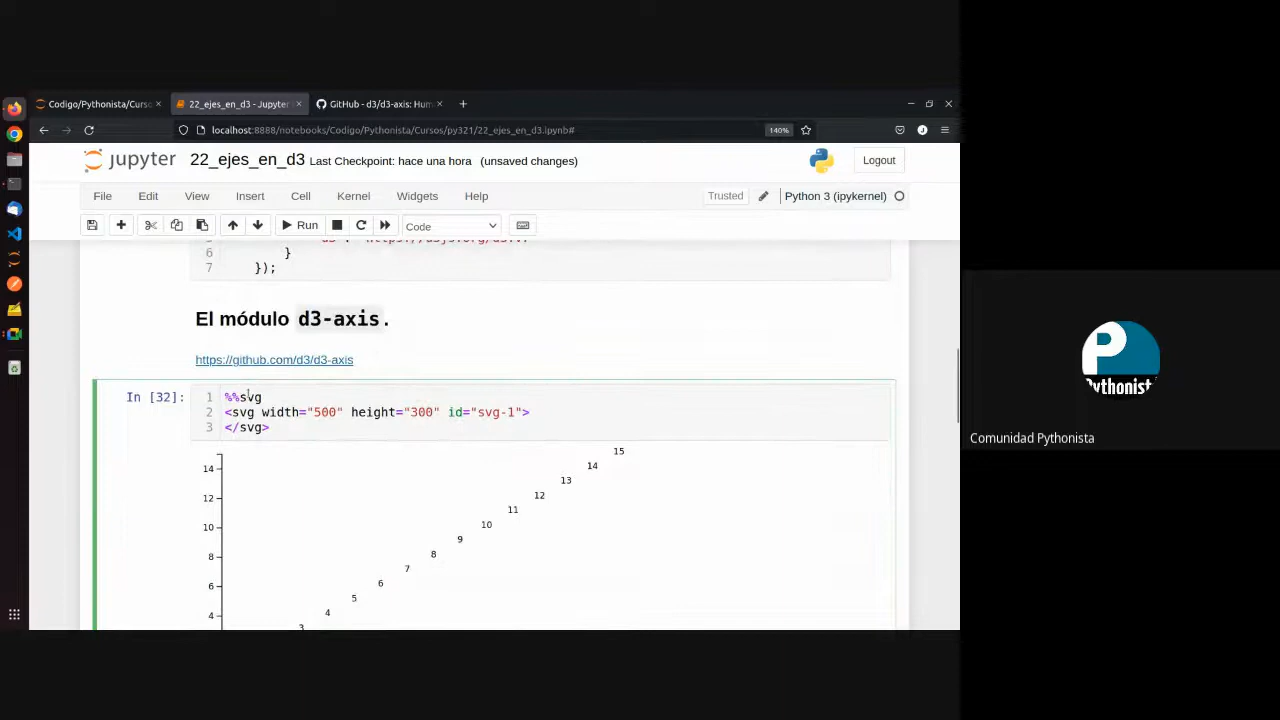 Codigo/Pythonista/Curs
22_ejes_en_d3 - Jupyter
GitHub - d3/d3-axis: Hum
localhost:8888/notebooks/Codigo/Pythonista/Cursos/py321/22_ejes_en_d3.ipynb#
140%
jupyter 22_ejes_en_d3 Last Checkpoint: hace una hora (unsaved changes)
Logout
File Edit View Insert Cell Kernel Widgets Help
Trusted
Python 3 (ipykernel)
Run
Code
6 }
7 });
El módulo d3-axis.
https://github.com/d3/d3-axis
In [32]:
1 %%svg
2 <svg width="500" height="300" id="svg-1">
3 </svg>
15
14 14
13
12 12
11
10 10
9
8 8
7
6 6
5
4 4
3
Pythonist
Comunidad Pythonista